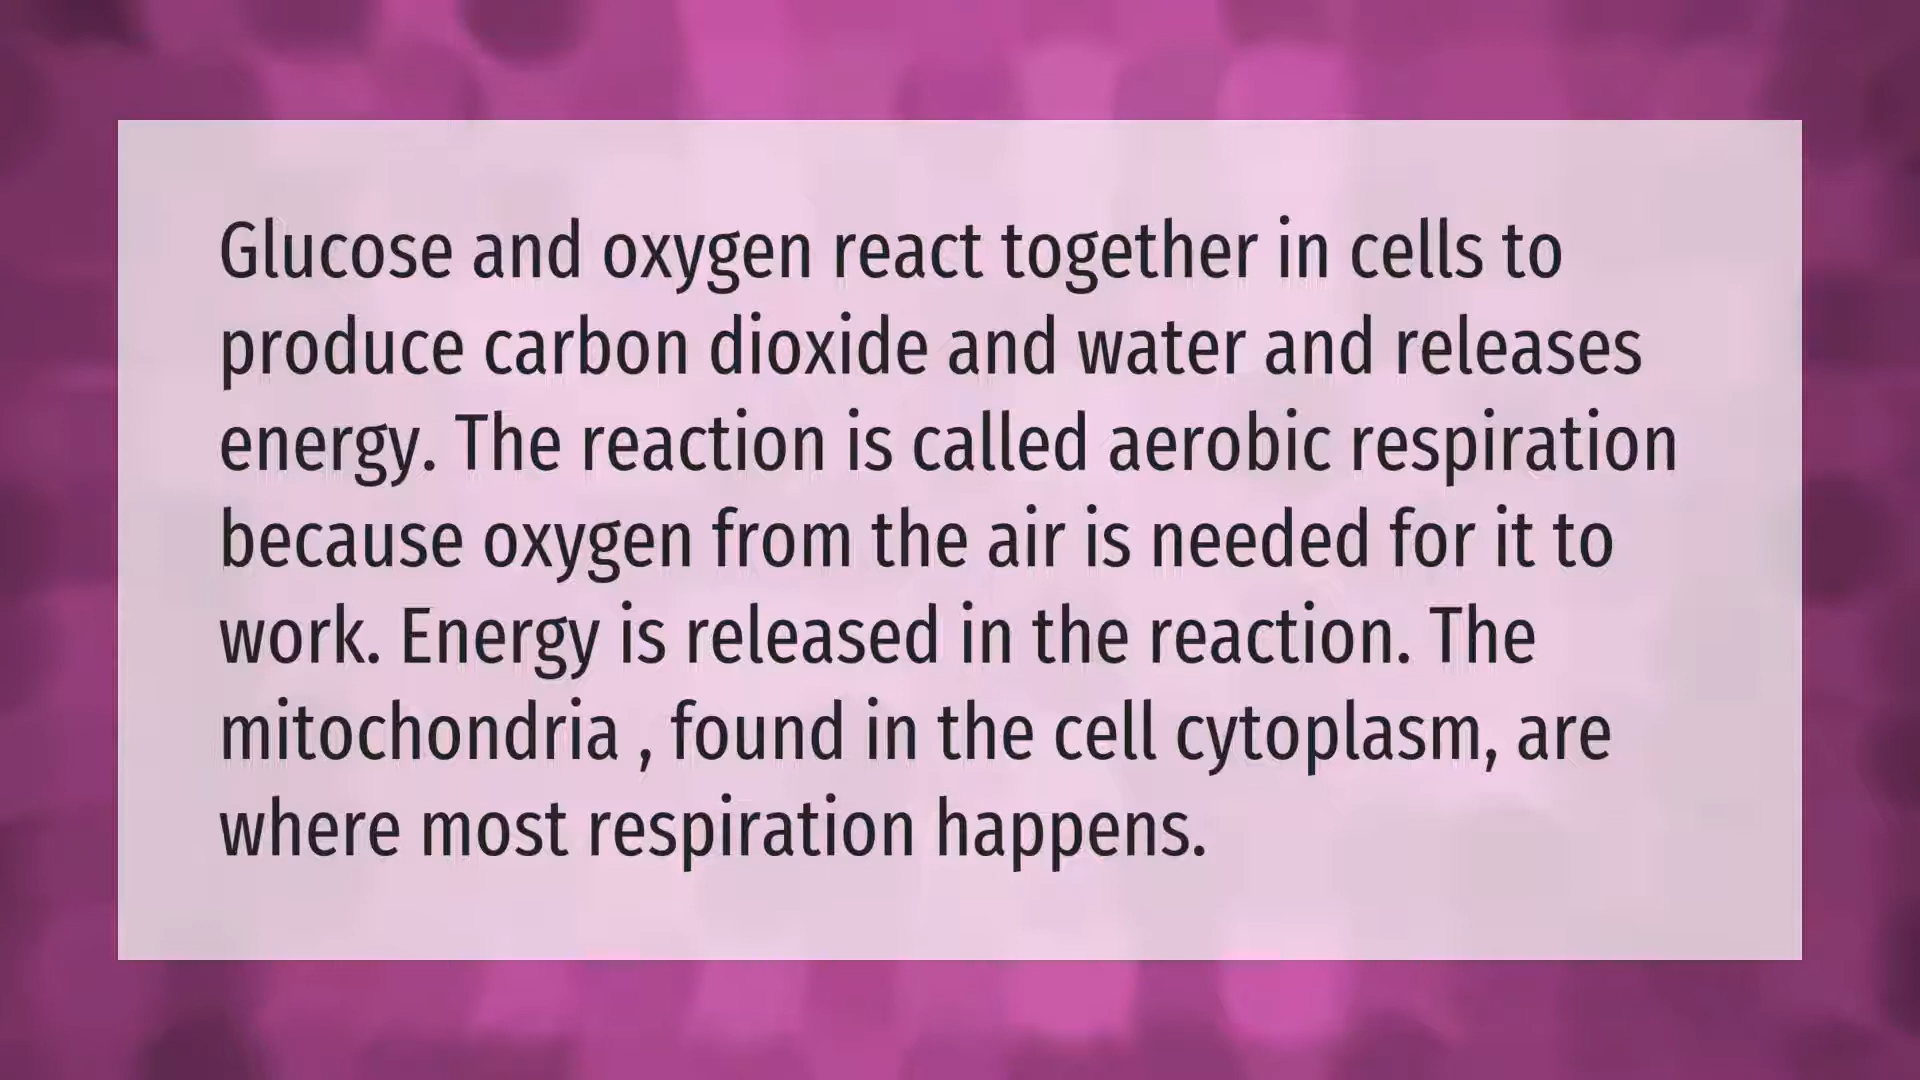 Glucose and oxygen react together in cells to
produce carbon dioxide and water and releases
energy. The reaction is called aerobic respiration
because oxygen from the air is needed for it to
work. Energy is released in the reaction. The
mitochondria , found in the cell cytoplasm, are
where most respiration happens.